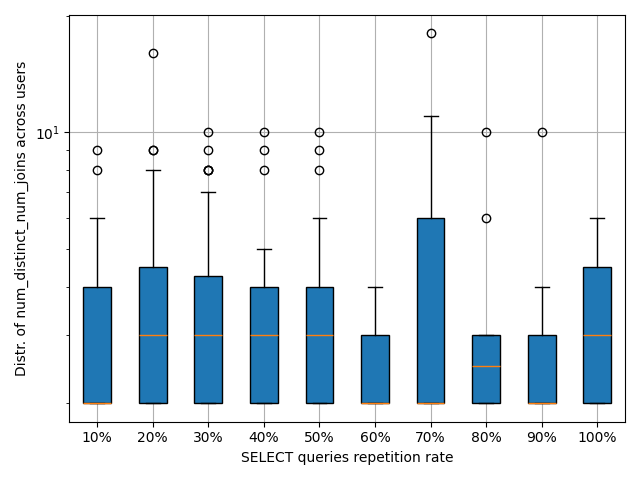 Distr. of num_distinct_num_joins across users
10¹
10% 20% 30% 40% 50% 60% 70% 80% 90% 100%
SELECT queries repetition rate